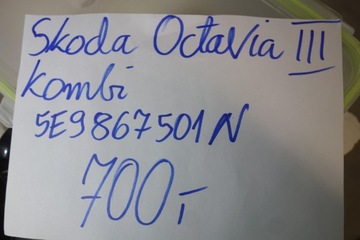 Skoda Octavia III
kombi
5E9867501N
700,-